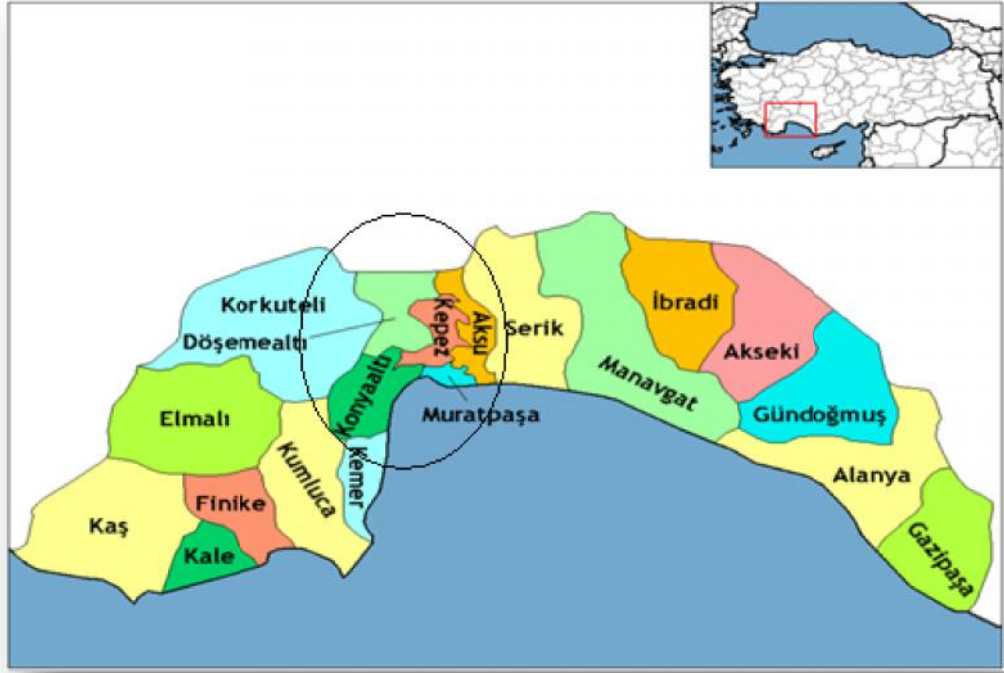 Korkuteli
Döşemealtı
Kepez
Aksu
Serik
İbradi
Akseki
Manavgat
Gündoğmuş
Elmalı
Konyaaltı
Muratpaşa
Kumluca
Kemer
Alanya
Finike
Kaş
Kale
Gazipaşa